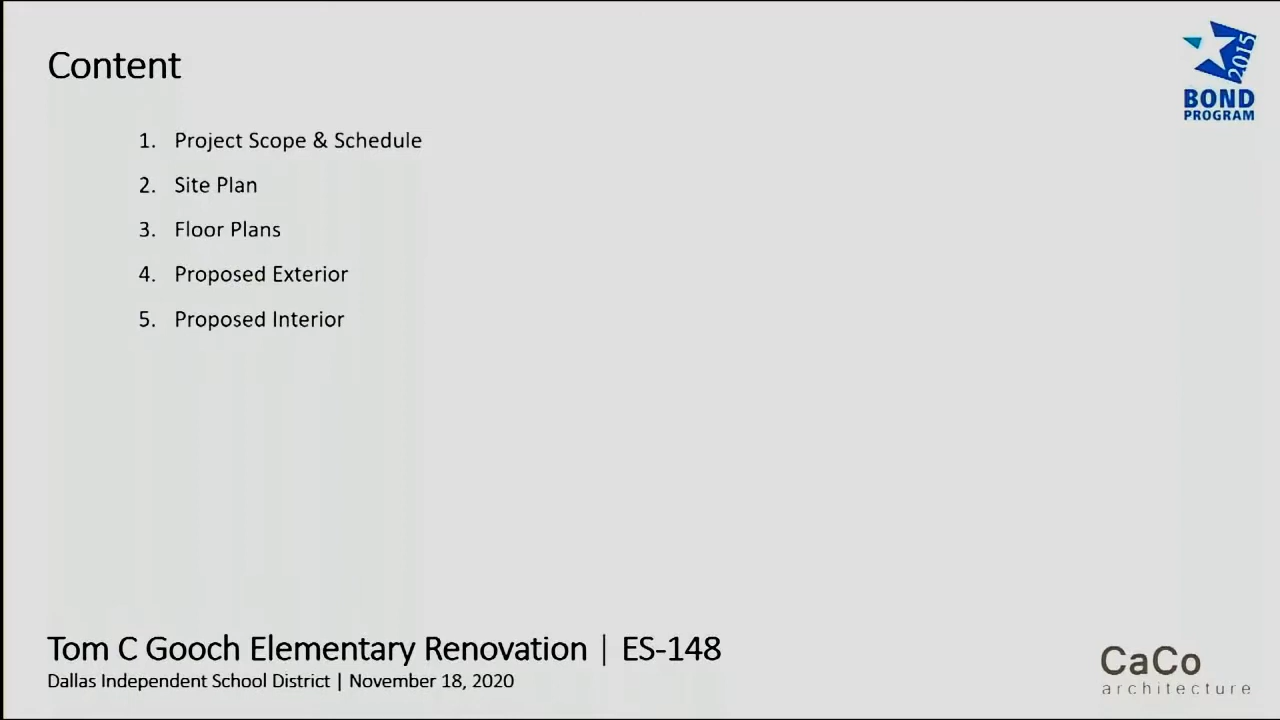 Content
2015
BOND
PROGRAM
1. Project Scope & Schedule
2. Site Plan
3. Floor Plans
4. Proposed Exterior
5. Proposed Interior
Tom C Gooch Elementary Renovation | ES-148
Dallas Independent School District | November 18, 2020
CaCo
architecture